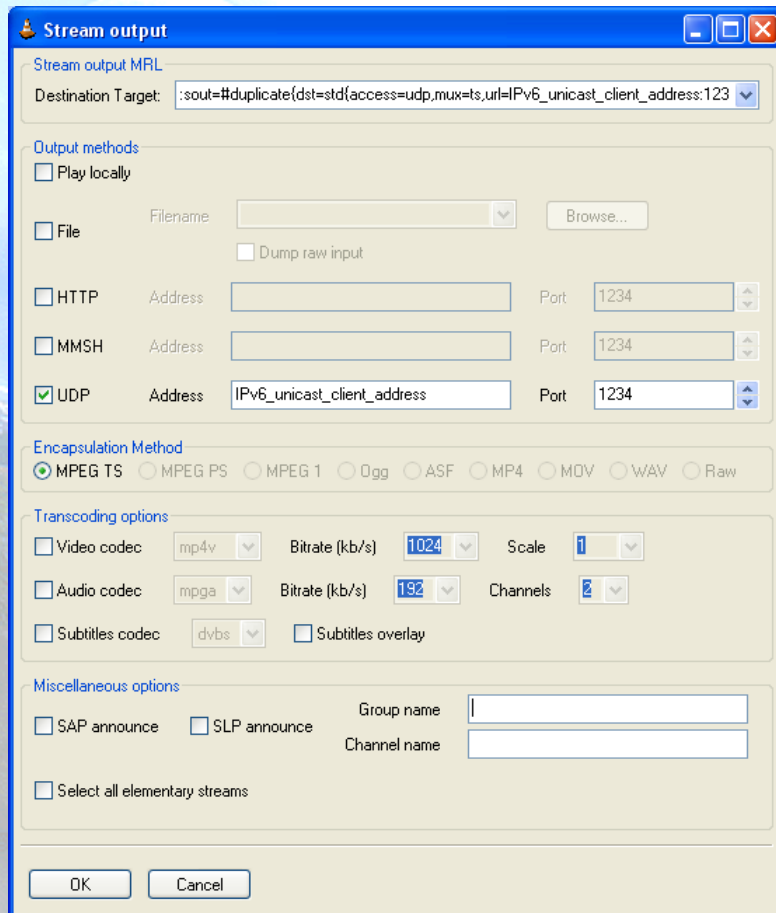 Stream output
Stream output MRL
Destination Target: :sout=#duplicate{dst=std{access=udp,mux=ts,url=IPv6_unicast_client_address:123
Output methods
Play locally
File Filename Browse...
Dump raw input
HTTP Address Port 1234
MMSH Address Port 1234
UDP Address IPv6_unicast_client_address Port 1234
Encapsulation Method
MPEG TS MPEG PS MPEG 1 Ogg ASF MP4 MOV WAV Raw
Transcoding options
Video codec mp4v Bitrate (kb/s) 1024 Scale 1
Audio codec mpga Bitrate (kb/s) 192 Channels 2
Subtitles codec dvbs Subtitles overlay
Miscellaneous options
SAP announce SLP announce Group name
Channel name
Select all elementary streams
OK Cancel